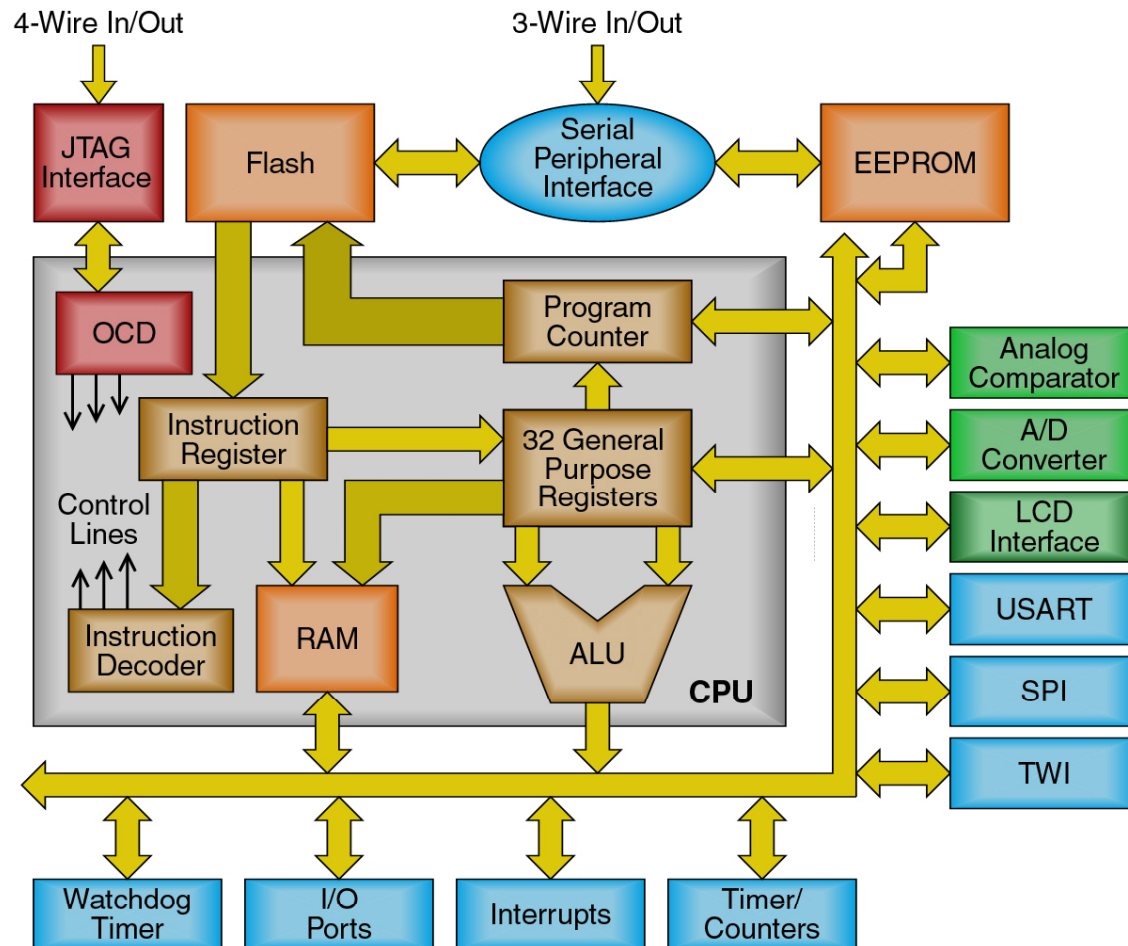 4-Wire In/Out
3-Wire In/Out
JTAG
Interface
Flash
Serial
Peripheral
Interface
EEPROM
OCD
Program
Counter
Analog
Comparator
Instruction
Register
32 General
Purpose
Registers
A/D
Converter
Control
Lines
LCD
Interface
Instruction
Decoder
RAM
ALU
CPU
USART
SPI
TWI
Watchdog
Timer
I/O
Ports
Interrupts
Timer/
Counters